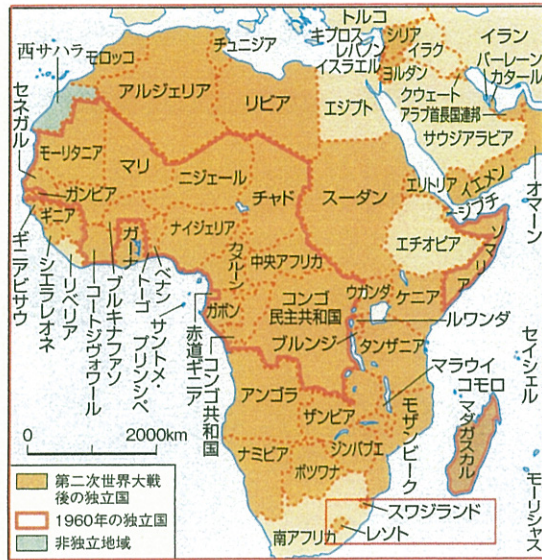 トルコ
キプロス
シリア
イラン
レバノン
イラク
イスラエル
ヨルダン
バーレーン
カタール
クウェート
アラブ首長国連邦
サウジアラビア
オマーン
イエメン
西サハラ
モロッコ
チュニジア
アルジェリア
リビア
エジプト
セネガル
モーリタニア
マリ
ニジェール
チャド
スーダン
エリトリア
ジブチ
ガンビア
ギニア
ナイジェリア
エチオピア
ソマリア
ギニアビサウ
シエラレオネ
リベリア
コートジヴォワール
ブルキナファソ
ガーナ
トーゴ
ベナン
サントメ・
プリンシペ
カメルーン
中央アフリカ
赤道ギニア
ガボン
コンゴ共和国
コンゴ
民主共和国
ウガンダ
ケニア
ルワンダ
ブルンジ
タンザニア
マラウイ
コモロ
セイシェル
アンゴラ
ザンビア
モザンビーク
マダガスカル
モーリシャス
ナミビア
ジンバブエ
ボツワナ
南アフリカ
スワジランド
レソト
0 2000km
第二次世界大戦
後の独立国
1960年の独立国
非独立地域